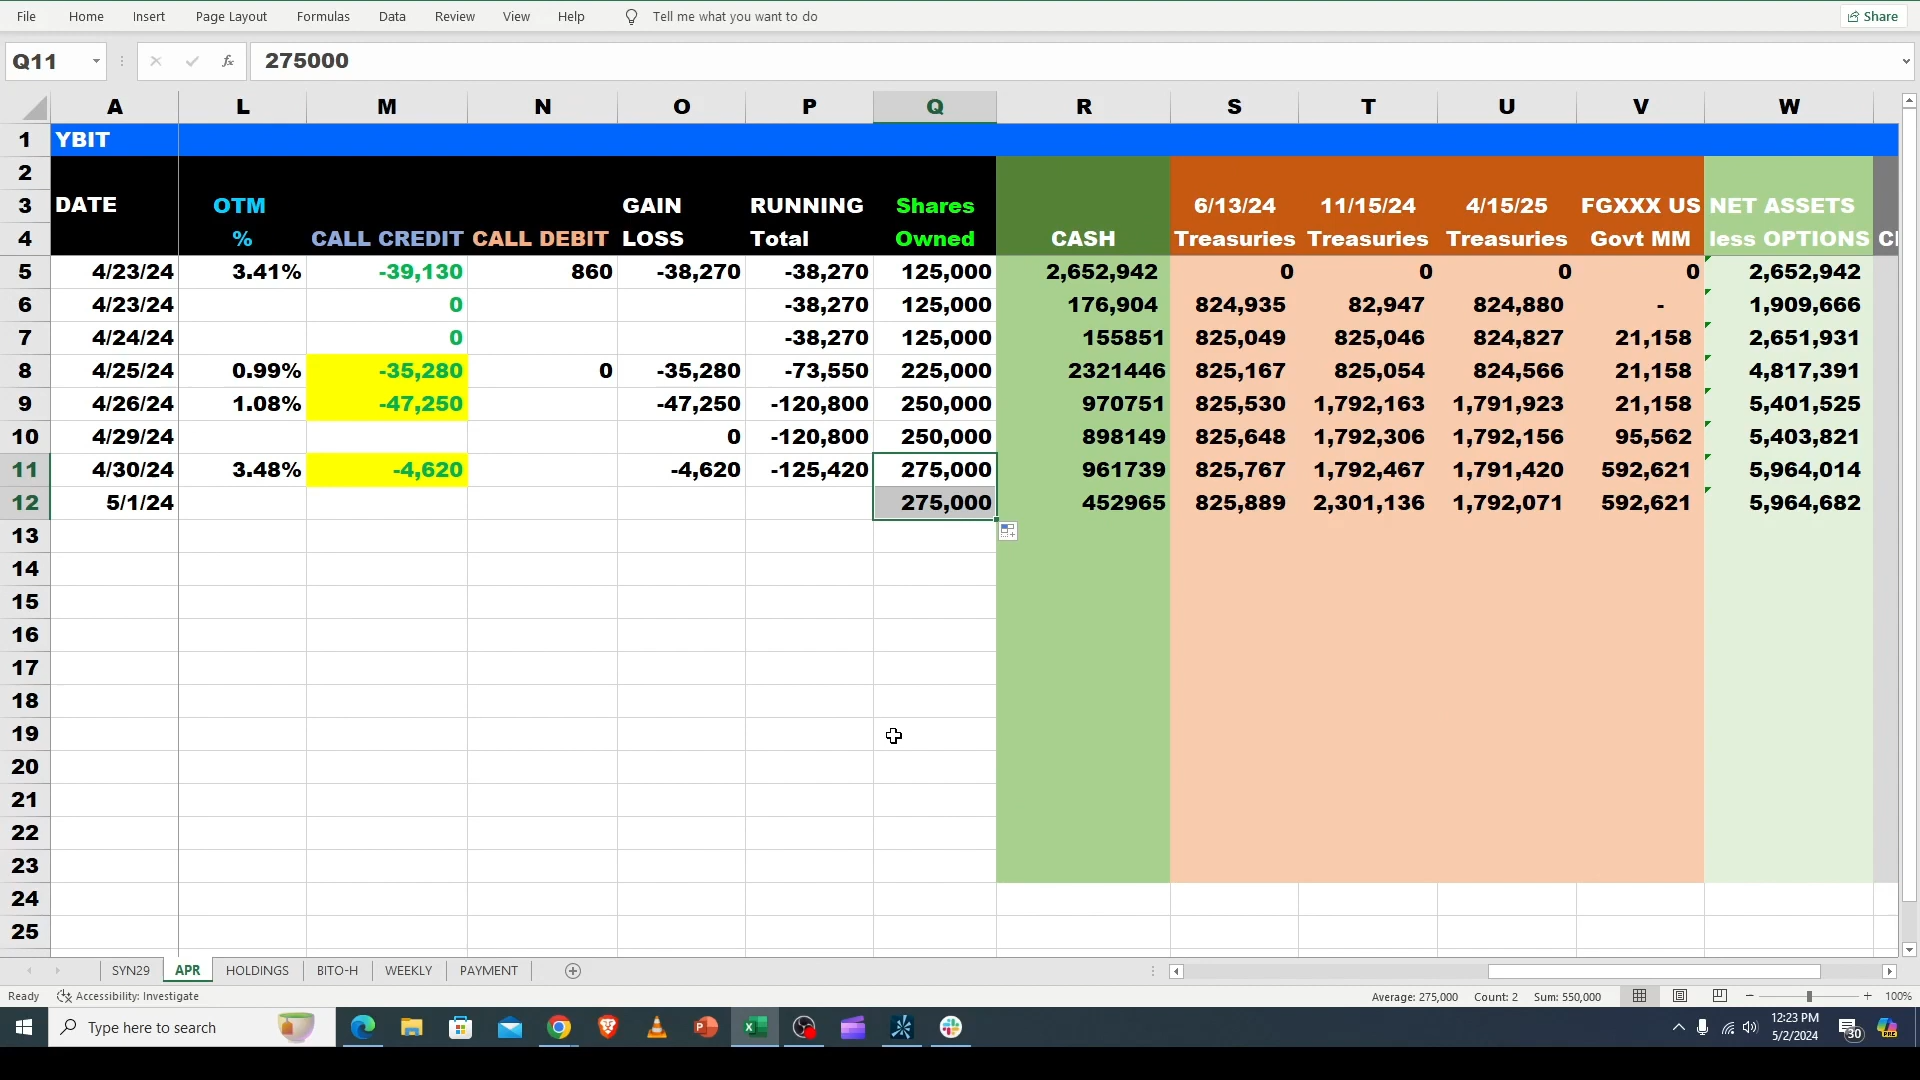 File Home Insert Page Layout Formulas Data Review View Help Tell me what you want to do Share
Q11 fx 275000
A L M N O P Q R S T U V W
1 YBIT
2
3 DATE OTM GAIN RUNNING Shares 6/13/24 11/15/24 4/15/25 FGXXX US NET ASSETS
4 % CALL CREDIT CALL DEBIT LOSS Total Owned CASH Treasuries Treasuries Treasuries Govt MM less OPTIONS
5 4/23/24 3.41% -39,130 860 -38,270 -38,270 125,000 2,652,942 0 0 0 0 2,652,942
6 4/23/24 0 -38,270 125,000 176,904 824,935 82,947 824,880 - 1,909,666
7 4/24/24 0 -38,270 125,000 155851 825,049 825,046 824,827 21,158 2,651,931
8 4/25/24 0.99% -35,280 0 -35,280 -73,550 225,000 2321446 825,167 825,054 824,566 21,158 4,817,391
9 4/26/24 1.08% -47,250 -47,250 -120,800 250,000 970751 825,530 1,792,163 1,791,923 21,158 5,401,525
10 4/29/24 0 -120,800 250,000 898149 825,648 1,792,306 1,792,156 95,562 5,403,821
11 4/30/24 3.48% -4,620 -4,620 -125,420 275,000 961739 825,767 1,792,467 1,791,420 592,621 5,964,014
12 5/1/24 275,000 452965 825,889 2,301,136 1,792,071 592,621 5,964,682
13
14
15
16
17
18
19
20
21
22
23
24
25
SYN29 APR HOLDINGS BITO-H WEEKLY PAYMENT
Ready Accessibility: Investigate Average: 275,000 Count: 2 Sum: 550,000 100%
Type here to search 12:23 PM
5/2/2024 30